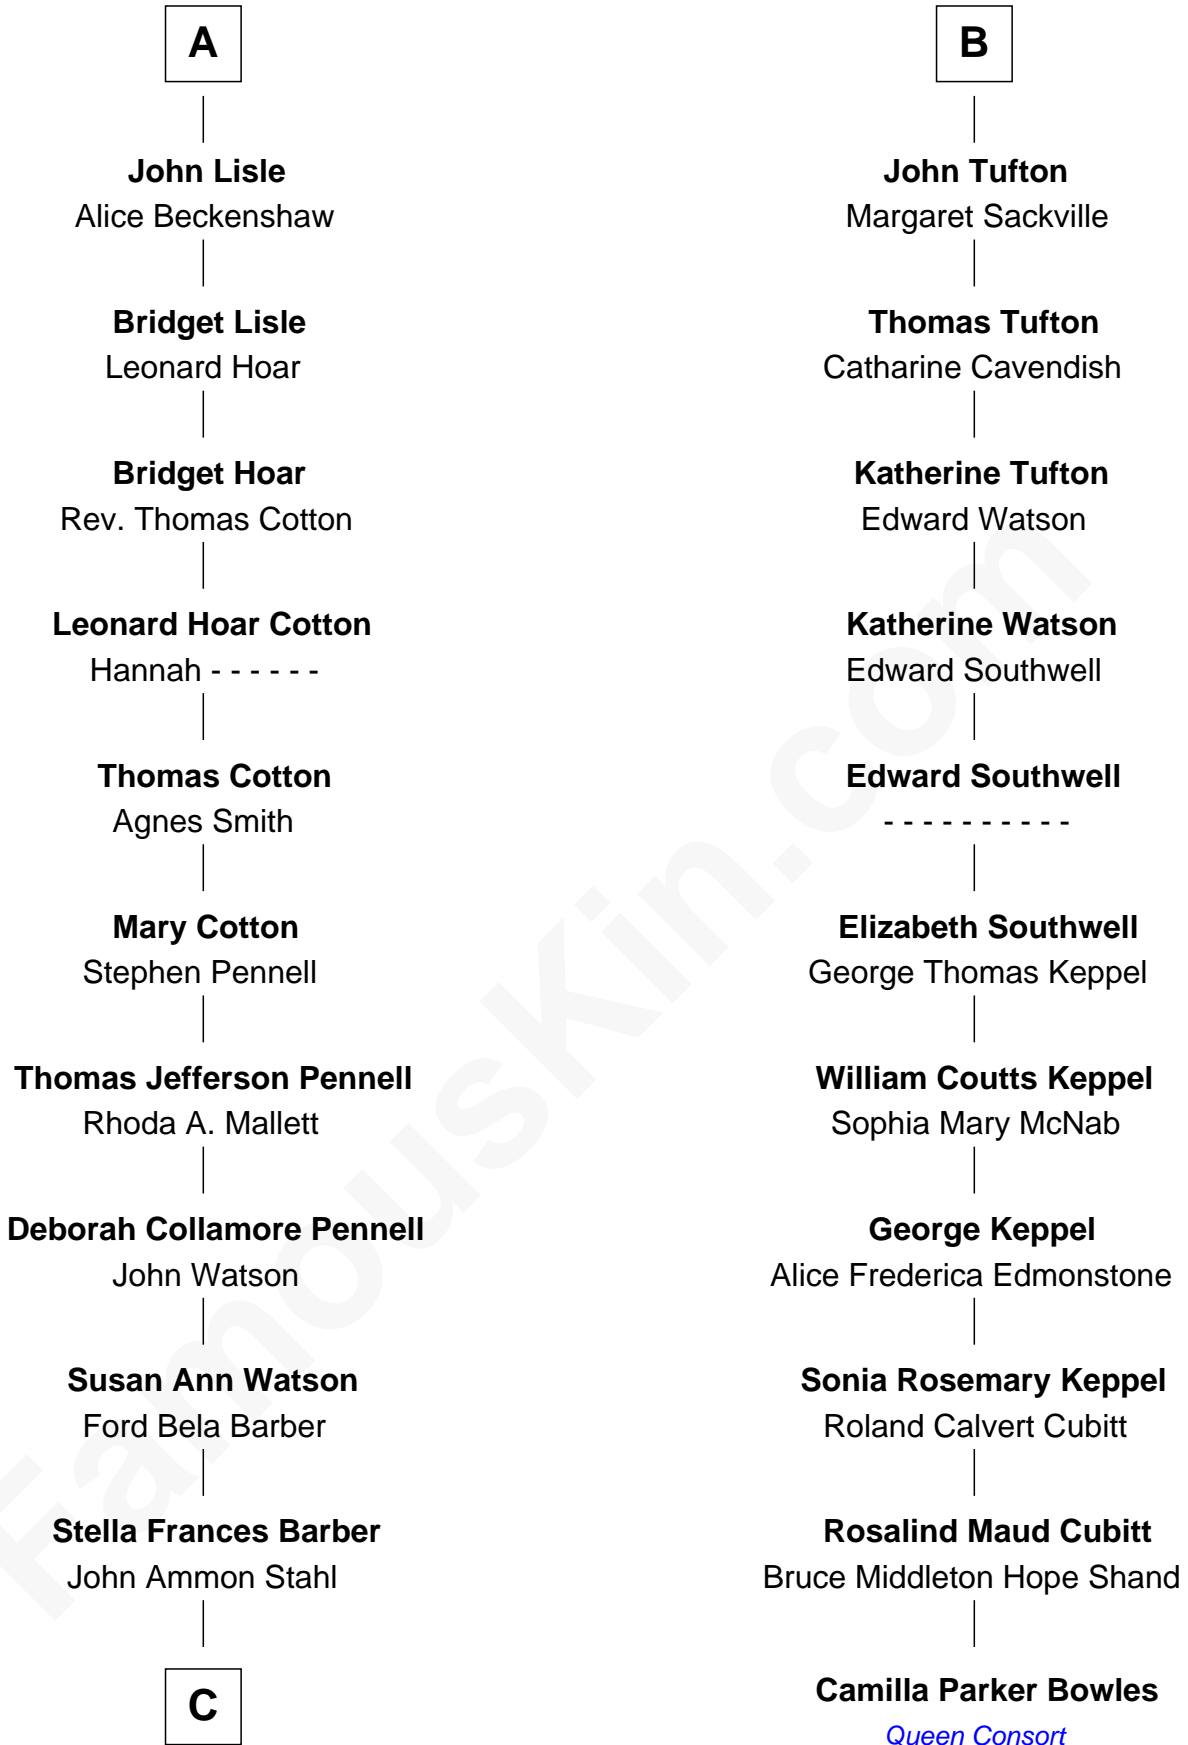 A
John Lisle
Alice Beckenshaw
Bridget Lisle
Leonard Hoar
Bridget Hoar
Rev. Thomas Cotton
Leonard Hoar Cotton
Hannah - - - - - -
Thomas Cotton
Agnes Smith
Mary Cotton
Stephen Pennell
Thomas Jefferson Pennell
Rhoda A. Mallett
Deborah Collamore Pennell
John Watson
Susan Ann Watson
Ford Bela Barber
Stella Frances Barber
John Ammon Stahl
C
B
John Tufton
Margaret Sackville
Thomas Tufton
Catharine Cavendish
Katherine Tufton
Edward Watson
Katherine Watson
Edward Southwell
Edward Southwell
- - - - - - - - - -
Elizabeth Southwell
George Thomas Keppel
William Coutts Keppel
Sophia Mary McNab
George Keppel
Alice Frederica Edmonstone
Sonia Rosemary Keppel
Roland Calvert Cubitt
Rosalind Maud Cubitt
Bruce Middleton Hope Shand
Camilla Parker Bowles
Queen Consort
FamousKin.com